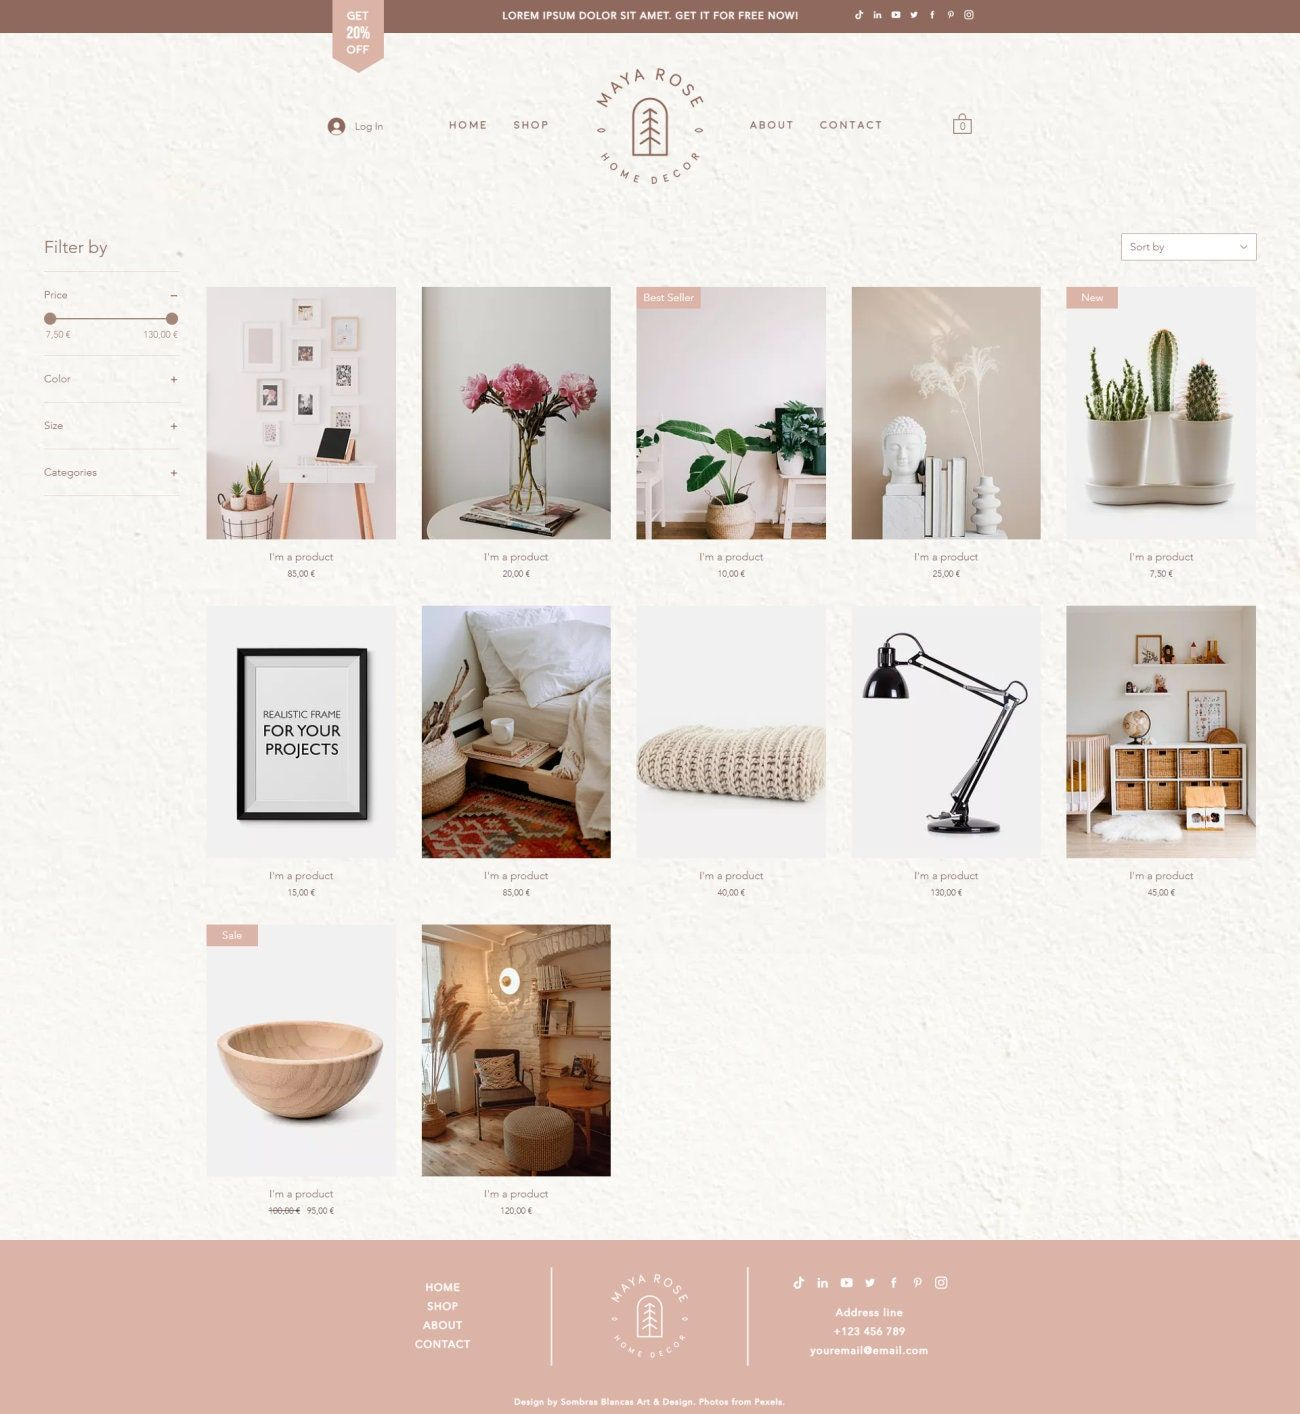 GET
20%
OFF
LOREM IPSUM DOLOR SIT AMET. GET IT FOR FREE NOW!
Log In
HOME
SHOP
MAYA ROSE
HOME DECOR
ABOUT
CONTACT
0
Filter by
Sort by
Price
7,50 €
130,00 €
Color
Size
Categories
Best Seller
New
I'm a product
85,00 €
I'm a product
20,00 €
I'm a product
10,00 €
I'm a product
25,00 €
I'm a product
7,50 €
REALISTIC FRAME
FOR YOUR
PROJECTS
I'm a product
15,00 €
I'm a product
85,00 €
I'm a product
40,00 €
I'm a product
130,00 €
I'm a product
45,00 €
Sale
I'm a product
100,00 € 95,00 €
I'm a product
120,00 €
HOME
SHOP
ABOUT
CONTACT
MAYA ROSE
HOME DECOR
Address line
+123 456 789
youremail@email.com
Design by Sombras Blancas Art & Design. Photos from Pexels.